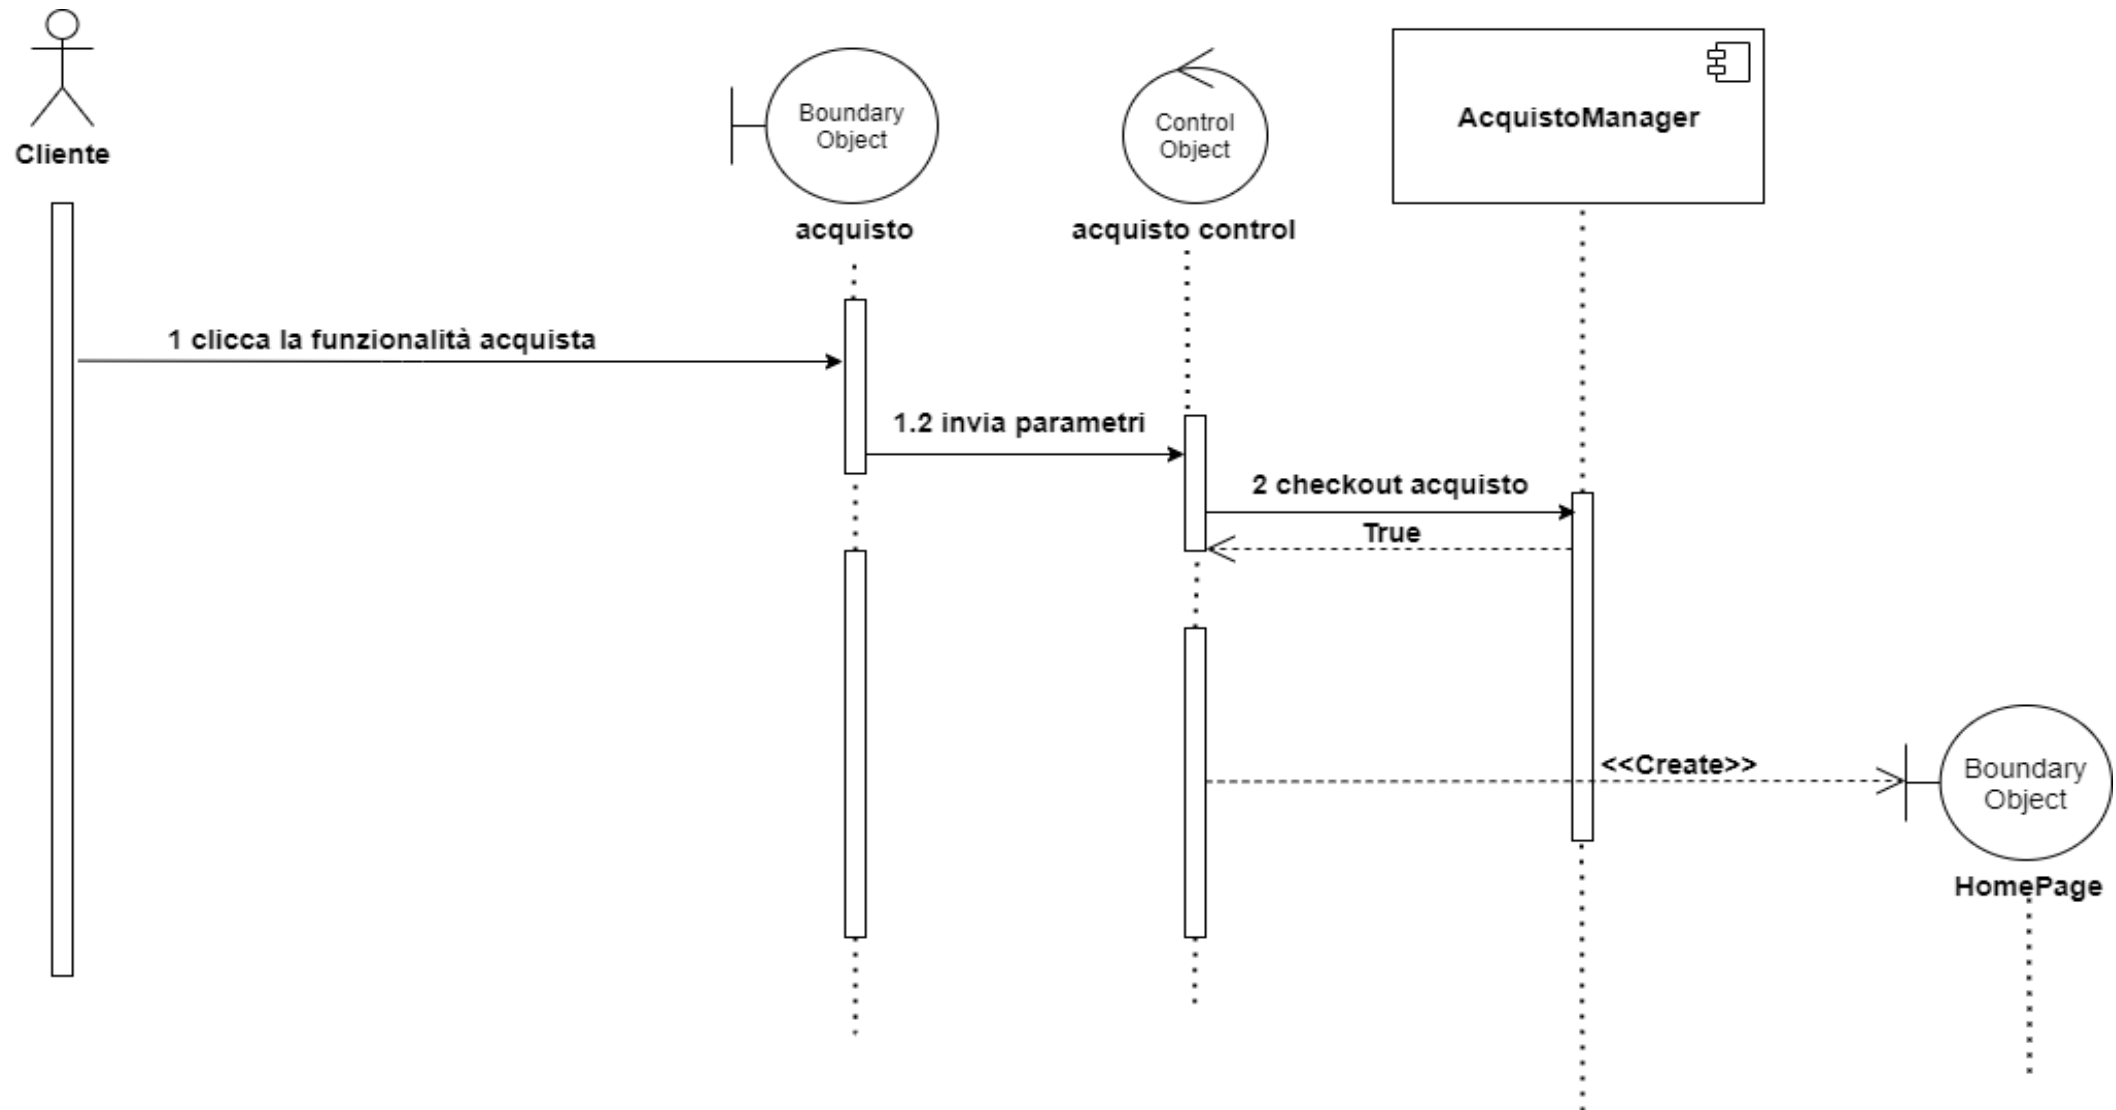 Cliente
Boundary
Object
acquisto
Control
Object
acquisto control
AcquistoManager
1 clicca la funzionalità acquista
1.2 invia parametri
2 checkout acquisto
True
<<Create>>
Boundary
Object
HomePage